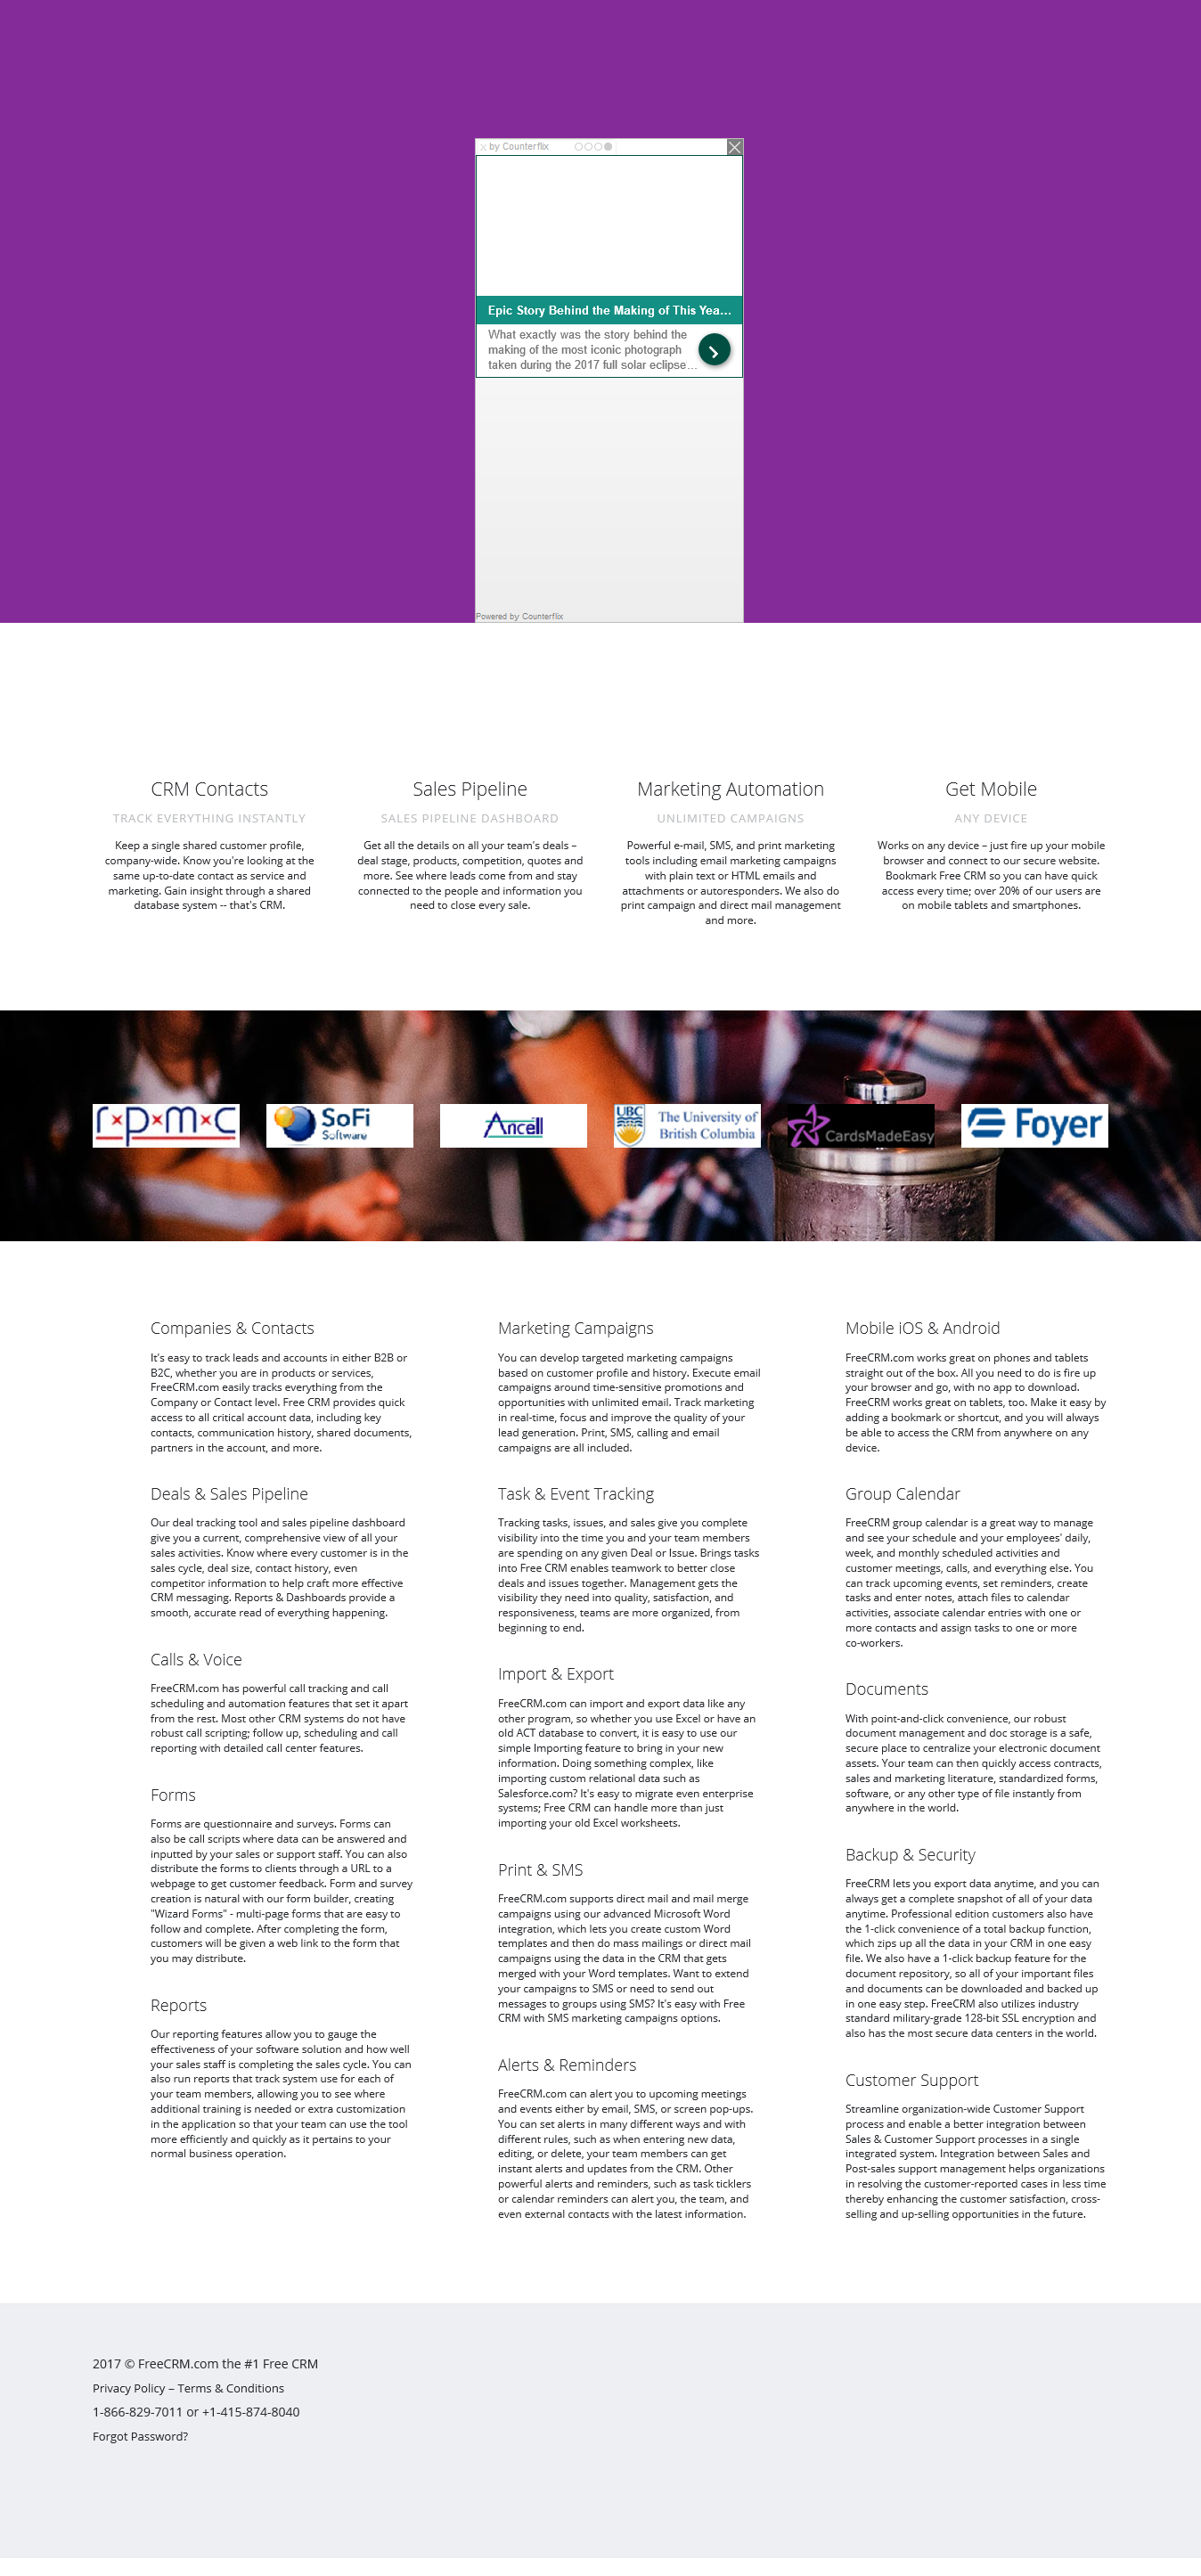 x by Counterflix
Epic Story Behind the Making of This Yea...
What exactly was the story behind the
making of the most iconic photograph
taken during the 2017 full solar eclipse...
Powered by Counterflix
CRM Contacts
TRACK EVERYTHING INSTANTLY
Keep a single shared customer profile,
company-wide. Know you're looking at the
same up-to-date contact as service and
marketing. Gain insight through a shared
database system -- that's CRM.
Sales Pipeline
SALES PIPELINE DASHBOARD
Get all the details on all your team's deals –
deal stage, products, competition, quotes and
more. See where leads come from and stay
connected to the people and information you
need to close every sale.
Marketing Automation
UNLIMITED CAMPAIGNS
Powerful e-mail, SMS, and print marketing
tools including email marketing campaigns
with plain text or HTML emails and
attachments or autoresponders. We also do
print campaign and direct mail management
and more.
Get Mobile
ANY DEVICE
Works on any device – just fire up your mobile
browser and connect to our secure website.
Bookmark Free CRM so you can have quick
access every time; over 20% of our users are
on mobile tablets and smartphones.
r×p×m×c
SoFi
Software
Ancell
UBC
The University of
British Columbia
CardsMadeEasy
Foyer
Companies & Contacts
It's easy to track leads and accounts in either B2B or
B2C, whether you are in products or services,
FreeCRM.com easily tracks everything from the
Company or Contact level. Free CRM provides quick
access to all critical account data, including key
contacts, communication history, shared documents,
partners in the account, and more.
Deals & Sales Pipeline
Our deal tracking tool and sales pipeline dashboard
give you a current, comprehensive view of all your
sales activities. Know where every customer is in the
sales cycle, deal size, contact history, even
competitor information to help craft more effective
CRM messaging. Reports & Dashboards provide a
smooth, accurate read of everything happening.
Calls & Voice
FreeCRM.com has powerful call tracking and call
scheduling and automation features that set it apart
from the rest. Most other CRM systems do not have
robust call scripting; follow up, scheduling and call
reporting with detailed call center features.
Forms
Forms are questionnaire and surveys. Forms can
also be call scripts where data can be answered and
inputted by your sales or support staff. You can also
distribute the forms to clients through a URL to a
webpage to get customer feedback. Form and survey
creation is natural with our form builder, creating
"Wizard Forms" - multi-page forms that are easy to
follow and complete. After completing the form,
customers will be given a web link to the form that
you may distribute.
Reports
Our reporting features allow you to gauge the
effectiveness of your software solution and how well
your sales staff is completing the sales cycle. You can
also run reports that track system use for each of
your team members, allowing you to see where
additional training is needed or extra customization
in the application so that your team can use the tool
more efficiently and quickly as it pertains to your
normal business operation.
Marketing Campaigns
You can develop targeted marketing campaigns
based on customer profile and history. Execute email
campaigns around time-sensitive promotions and
opportunities with unlimited email. Track marketing
in real-time, focus and improve the quality of your
lead generation. Print, SMS, calling and email
campaigns are all included.
Task & Event Tracking
Tracking tasks, issues, and sales give you complete
visibility into the time you and your team members
are spending on any given Deal or Issue. Brings tasks
into Free CRM enables teamwork to better close
deals and issues together. Management gets the
visibility they need into quality, satisfaction, and
responsiveness, teams are more organized, from
beginning to end.
Import & Export
FreeCRM.com can import and export data like any
other program, so whether you use Excel or have an
old ACT database to convert, it is easy to use our
simple Importing feature to bring in your new
information. Doing something complex, like
importing custom relational data such as
Salesforce.com? It's easy to migrate even enterprise
systems; Free CRM can handle more than just
importing your old Excel worksheets.
Print & SMS
FreeCRM.com supports direct mail and mail merge
campaigns using our advanced Microsoft Word
integration, which lets you create custom Word
templates and then do mass mailings or direct mail
campaigns using the data in the CRM that gets
merged with your Word templates. Want to extend
your campaigns to SMS or need to send out
messages to groups using SMS? It's easy with Free
CRM with SMS marketing campaigns options.
Alerts & Reminders
FreeCRM.com can alert you to upcoming meetings
and events either by email, SMS, or screen pop-ups.
You can set alerts in many different ways and with
different rules, such as when entering new data,
editing, or delete, your team members can get
instant alerts and updates from the CRM. Other
powerful alerts and reminders, such as task ticklers
or calendar reminders can alert you, the team, and
even external contacts with the latest information.
Mobile iOS & Android
FreeCRM.com works great on phones and tablets
straight out of the box. All you need to do is fire up
your browser and go, with no app to download.
FreeCRM works great on tablets, too. Make it easy by
adding a bookmark or shortcut, and you will always
be able to access the CRM from anywhere on any
device.
Group Calendar
FreeCRM group calendar is a great way to manage
and see your schedule and your employees' daily,
week, and monthly scheduled activities and
customer meetings, calls, and everything else. You
can track upcoming events, set reminders, create
tasks and enter notes, attach files to calendar
activities, associate calendar entries with one or
more contacts and assign tasks to one or more
co-workers.
Documents
With point-and-click convenience, our robust
document management and doc storage is a safe,
secure place to centralize your electronic document
assets. Your team can then quickly access contracts,
sales and marketing literature, standardized forms,
software, or any other type of file instantly from
anywhere in the world.
Backup & Security
FreeCRM lets you export data anytime, and you can
always get a complete snapshot of all of your data
anytime. Professional edition customers also have
the 1-click convenience of a total backup function,
which zips up all the data in your CRM in one easy
file. We also have a 1-click backup feature for the
document repository, so all of your important files
and documents can be downloaded and backed up
in one easy step. FreeCRM also utilizes industry
standard military-grade 128-bit SSL encryption and
also has the most secure data centers in the world.
Customer Support
Streamline organization-wide Customer Support
process and enable a better integration between
Sales & Customer Support processes in a single
integrated system. Integration between Sales and
Post-sales support management helps organizations
in resolving the customer-reported cases in less time
thereby enhancing the customer satisfaction, cross-
selling and up-selling opportunities in the future.
2017 © FreeCRM.com the #1 Free CRM
Privacy Policy – Terms & Conditions
1-866-829-7011 or +1-415-874-8040
Forgot Password?